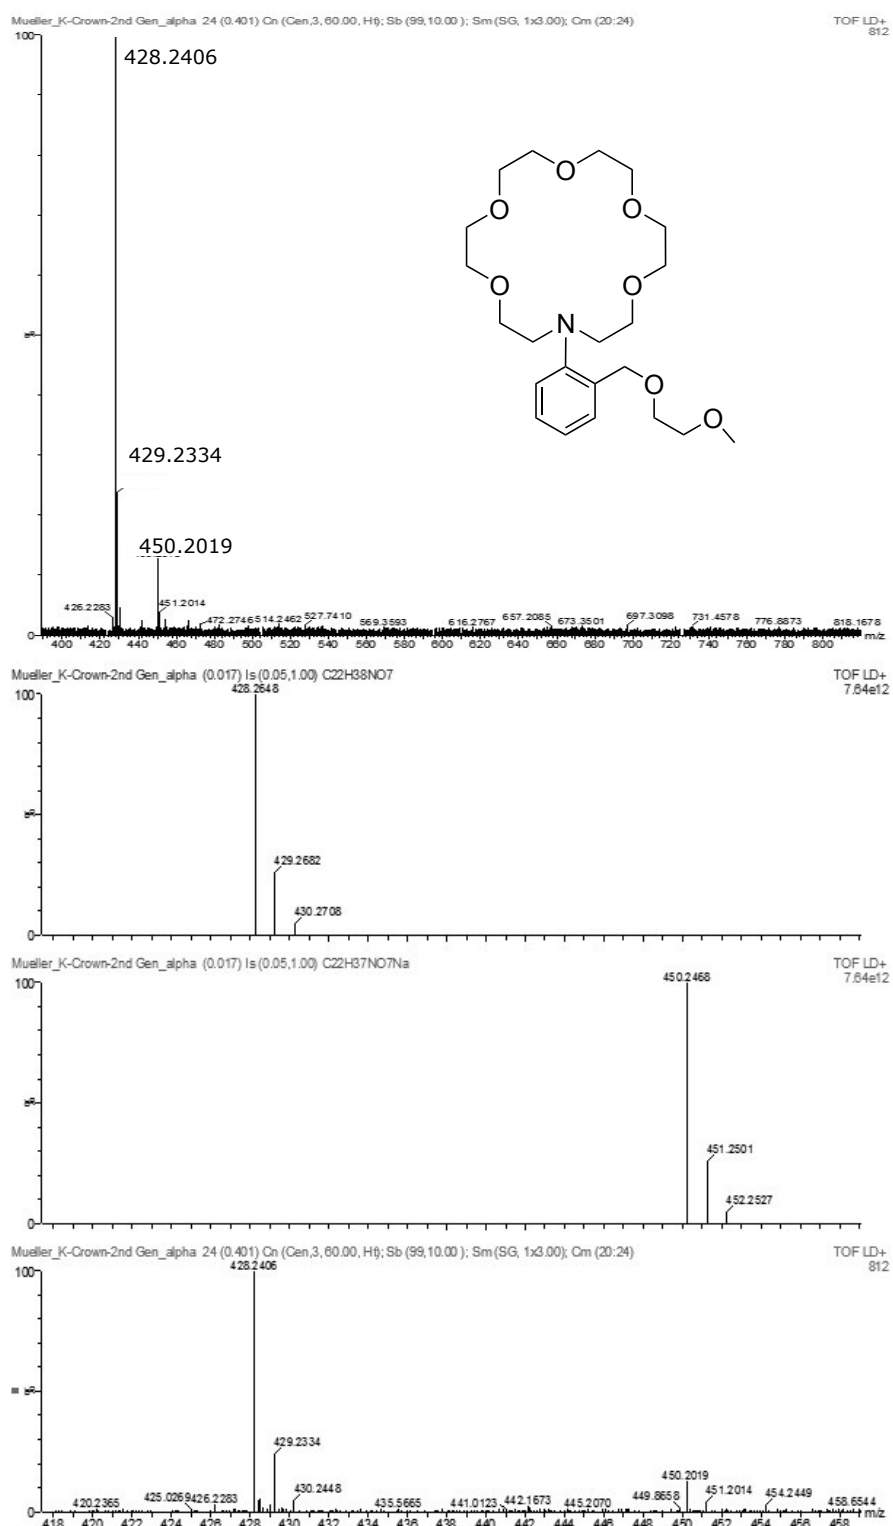 Mueller_K-Crown-2nd Gen_alpha 24 (0.401) Cn (Cen,3, 60.00, Ht); Sb (99,10.00 ); Sm (SG, 1x3.00); Cm (20:24)
TOF LD+
812
100
428.2406
O
O
O
O
O
N
O
O
429.2334
450.2019
426.2283
451.2014
472.2746
514.2462
527.7410
569.3593
616.2767
657.2085
673.3501
697.3098
731.4578
776.8873
818.1678
0
400 420 440 460 480 500 520 540 560 580 600 620 640 660 680 700 720 740 760 780 800
m/z
Mueller_K-Crown-2nd Gen_alpha (0.017) Is (0.05,1.00) C22H38NO7
TOF LD+
7.64e12
100
428.2648
429.2682
430.2708
0
Mueller_K-Crown-2nd Gen_alpha (0.017) Is (0.05,1.00) C22H37NO7Na
TOF LD+
7.64e12
100
450.2468
451.2501
452.2527
0
Mueller_K-Crown-2nd Gen_alpha 24 (0.401) Cn (Cen,3, 60.00, Ht); Sb (99,10.00 ); Sm (SG, 1x3.00); Cm (20:24)
TOF LD+
812
100
428.2406
429.2334
420.2365
425.0269
426.2283
430.2448
435.5665
441.0123
442.1673
445.2070
449.8658
450.2019
451.2014
454.2449
458.6544
0
m/z
418 420 422 424 426 428 430 432 434 436 438 440 442 444 446 448 450 452 454 456 458